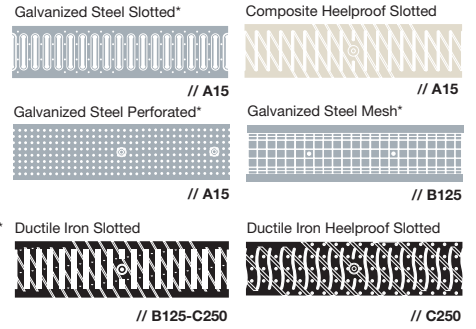 Galvanized Steel Slotted*
Composite Heelproof Slotted
// A15
// A15
Galvanized Steel Perforated*
Galvanized Steel Mesh*
// A15
// B125
* Ductile Iron Slotted
Ductile Iron Heelproof Slotted
// B125-C250
// C250